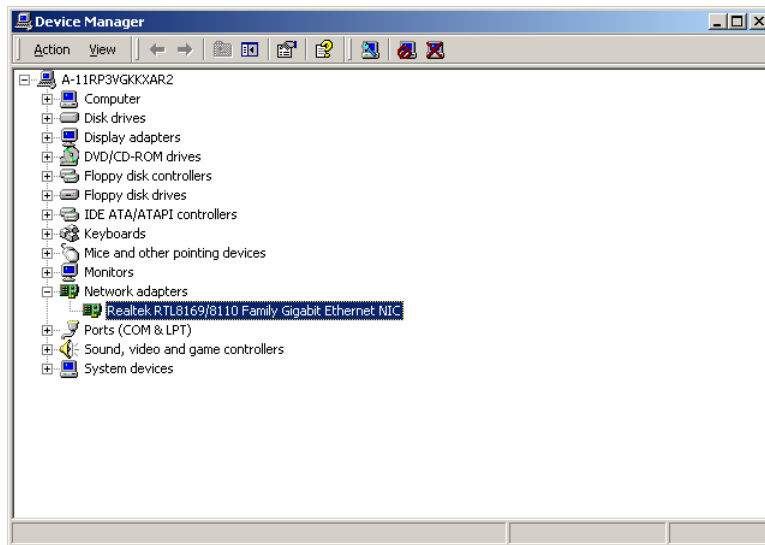 Device Manager
Action View
A-11RP3VGKKXAR2
Computer
Disk drives
Display adapters
DVD/CD-ROM drives
Floppy disk controllers
Floppy disk drives
IDE ATA/ATAPI controllers
Keyboards
Mice and other pointing devices
Monitors
Network adapters
Realtek RTL8169/8110 Family Gigabit Ethernet NIC
Ports (COM & LPT)
Sound, video and game controllers
System devices